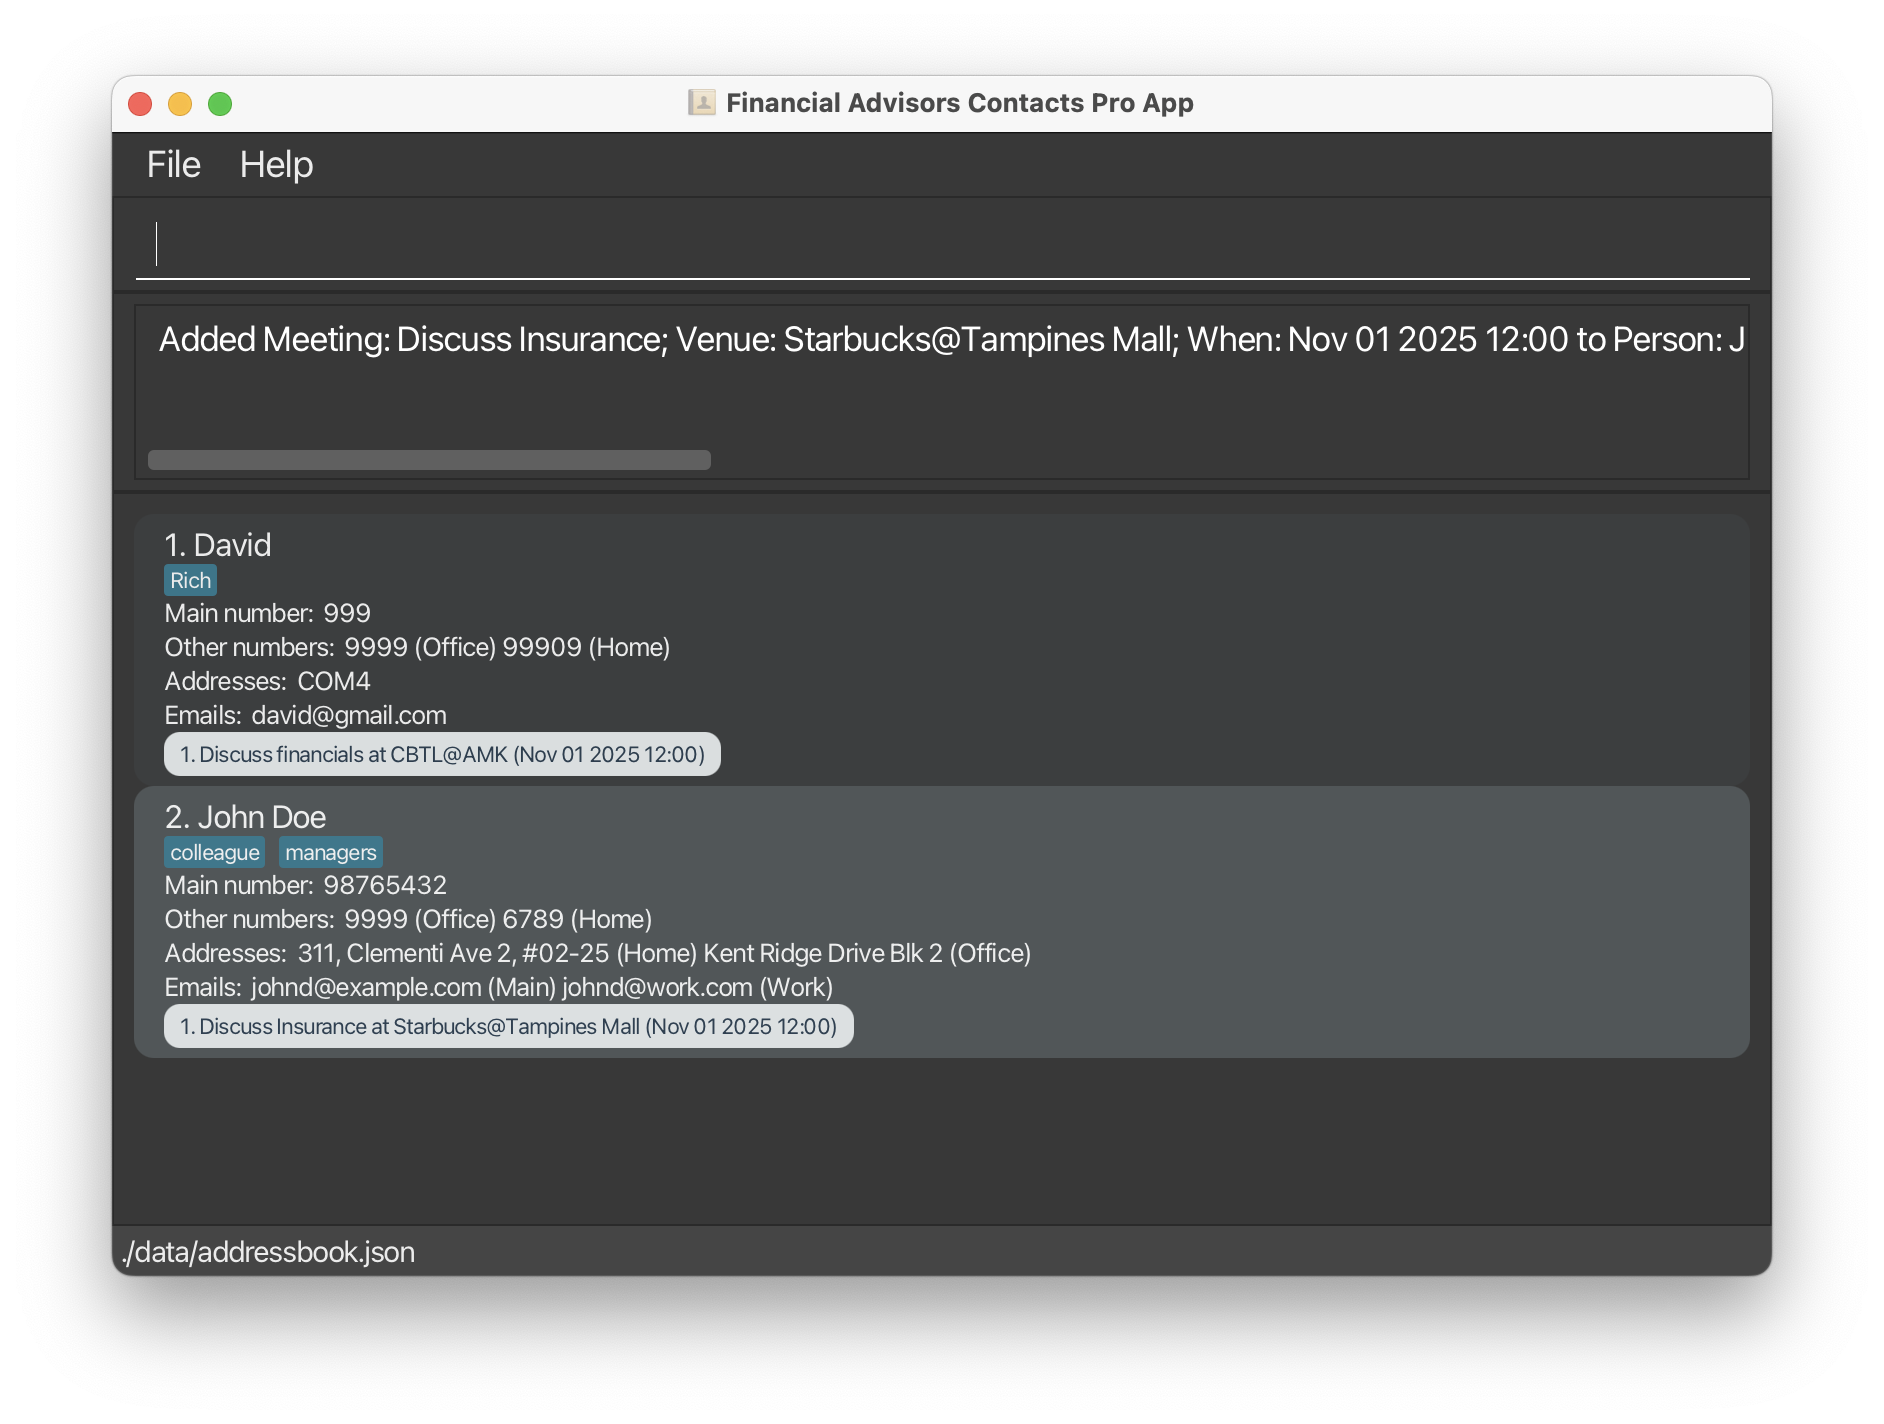 Financial Advisors Contacts Pro App
File Help
Added Meeting: Discuss Insurance; Venue: Starbucks@Tampines Mall; When: Nov 01 2025 12:00 to Person: J
1. David
Rich
Main number: 999
Other numbers: 9999 (Office) 99909 (Home)
Addresses: COM4
Emails: david@gmail.com
1. Discuss financials at CBTL@AMK (Nov 01 2025 12:00)
2. John Doe
colleague managers
Main number: 98765432
Other numbers: 9999 (Office) 6789 (Home)
Addresses: 311, Clementi Ave 2, #02-25 (Home) Kent Ridge Drive Blk 2 (Office)
Emails: johnd@example.com (Main) johnd@work.com (Work)
1. Discuss Insurance at Starbucks@Tampines Mall (Nov 01 2025 12:00)
./data/addressbook.json